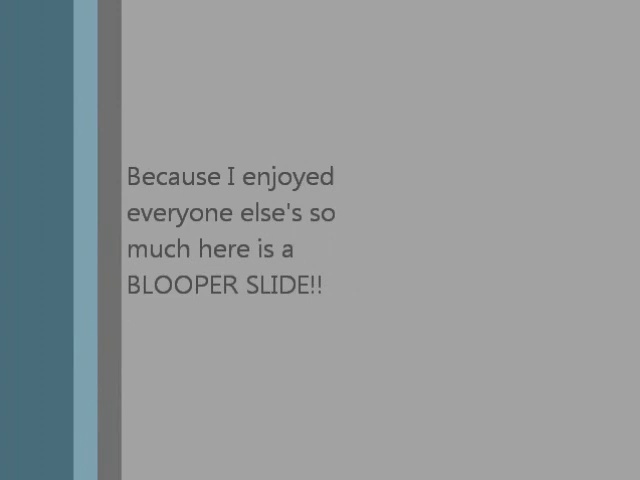 Because I enjoyed
everyone else's so
much here is a
BLOOPER SLIDE!!